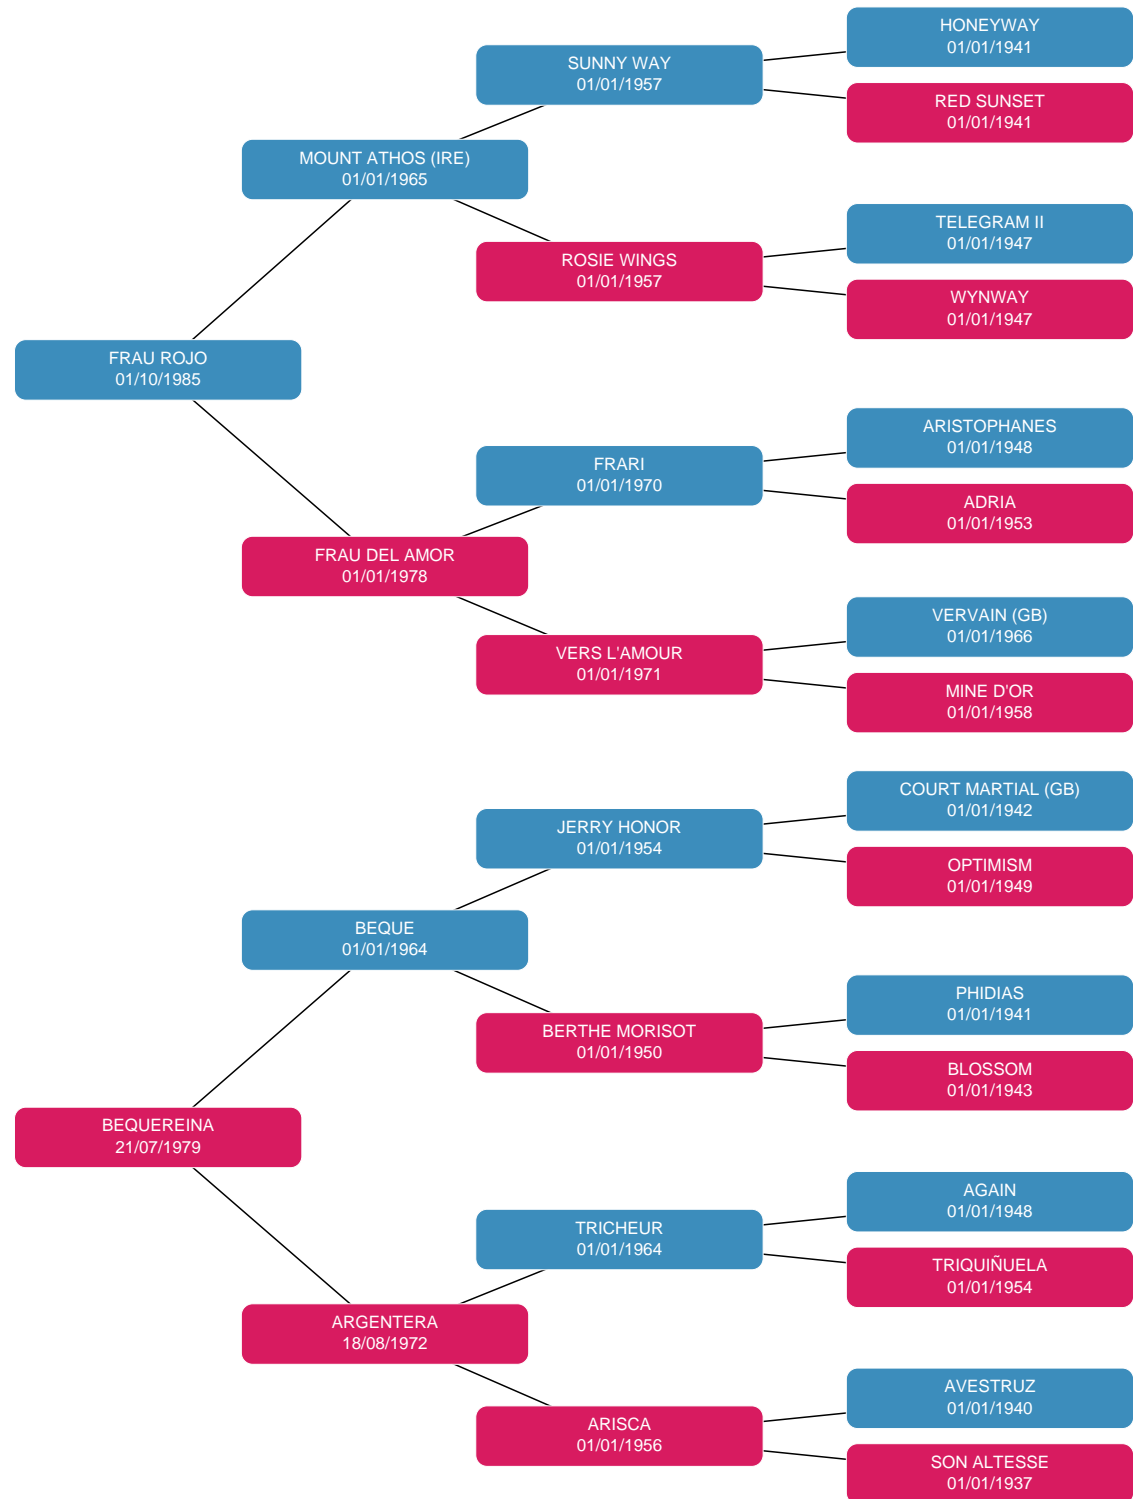 HONEYWAY
01/01/1941
SUNNY WAY
01/01/1957
RED SUNSET
01/01/1941
MOUNT ATHOS (IRE)
01/01/1965
TELEGRAM II
01/01/1947
ROSIE WINGS
01/01/1957
WYNWAY
01/01/1947
FRAU ROJO
01/10/1985
ARISTOPHANES
01/01/1948
FRARI
01/01/1970
ADRIA
01/01/1953
FRAU DEL AMOR
01/01/1978
VERVAIN (GB)
01/01/1966
VERS L'AMOUR
01/01/1971
MINE D'OR
01/01/1958
COURT MARTIAL (GB)
01/01/1942
JERRY HONOR
01/01/1954
OPTIMISM
01/01/1949
BEQUE
01/01/1964
PHIDIAS
01/01/1941
BERTHE MORISOT
01/01/1950
BLOSSOM
01/01/1943
BEQUEREINA
21/07/1979
AGAIN
01/01/1948
TRICHEUR
01/01/1964
TRIQUIÑUELA
01/01/1954
ARGENTERA
18/08/1972
AVESTRUZ
01/01/1940
ARISCA
01/01/1956
SON ALTESSE
01/01/1937